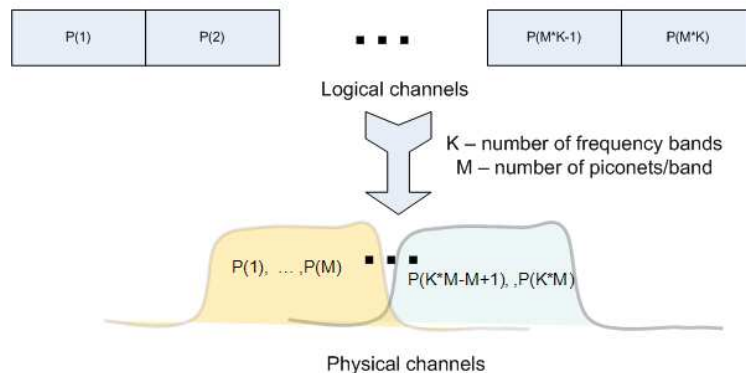 P(1) P(2) ... P(M*K-1) P(M*K)
Logical channels
K – number of frequency bands
M – number of piconets/band
P(1), ... ,P(M) ... P(K*M-M+1), ,P(K*M)
Physical channels